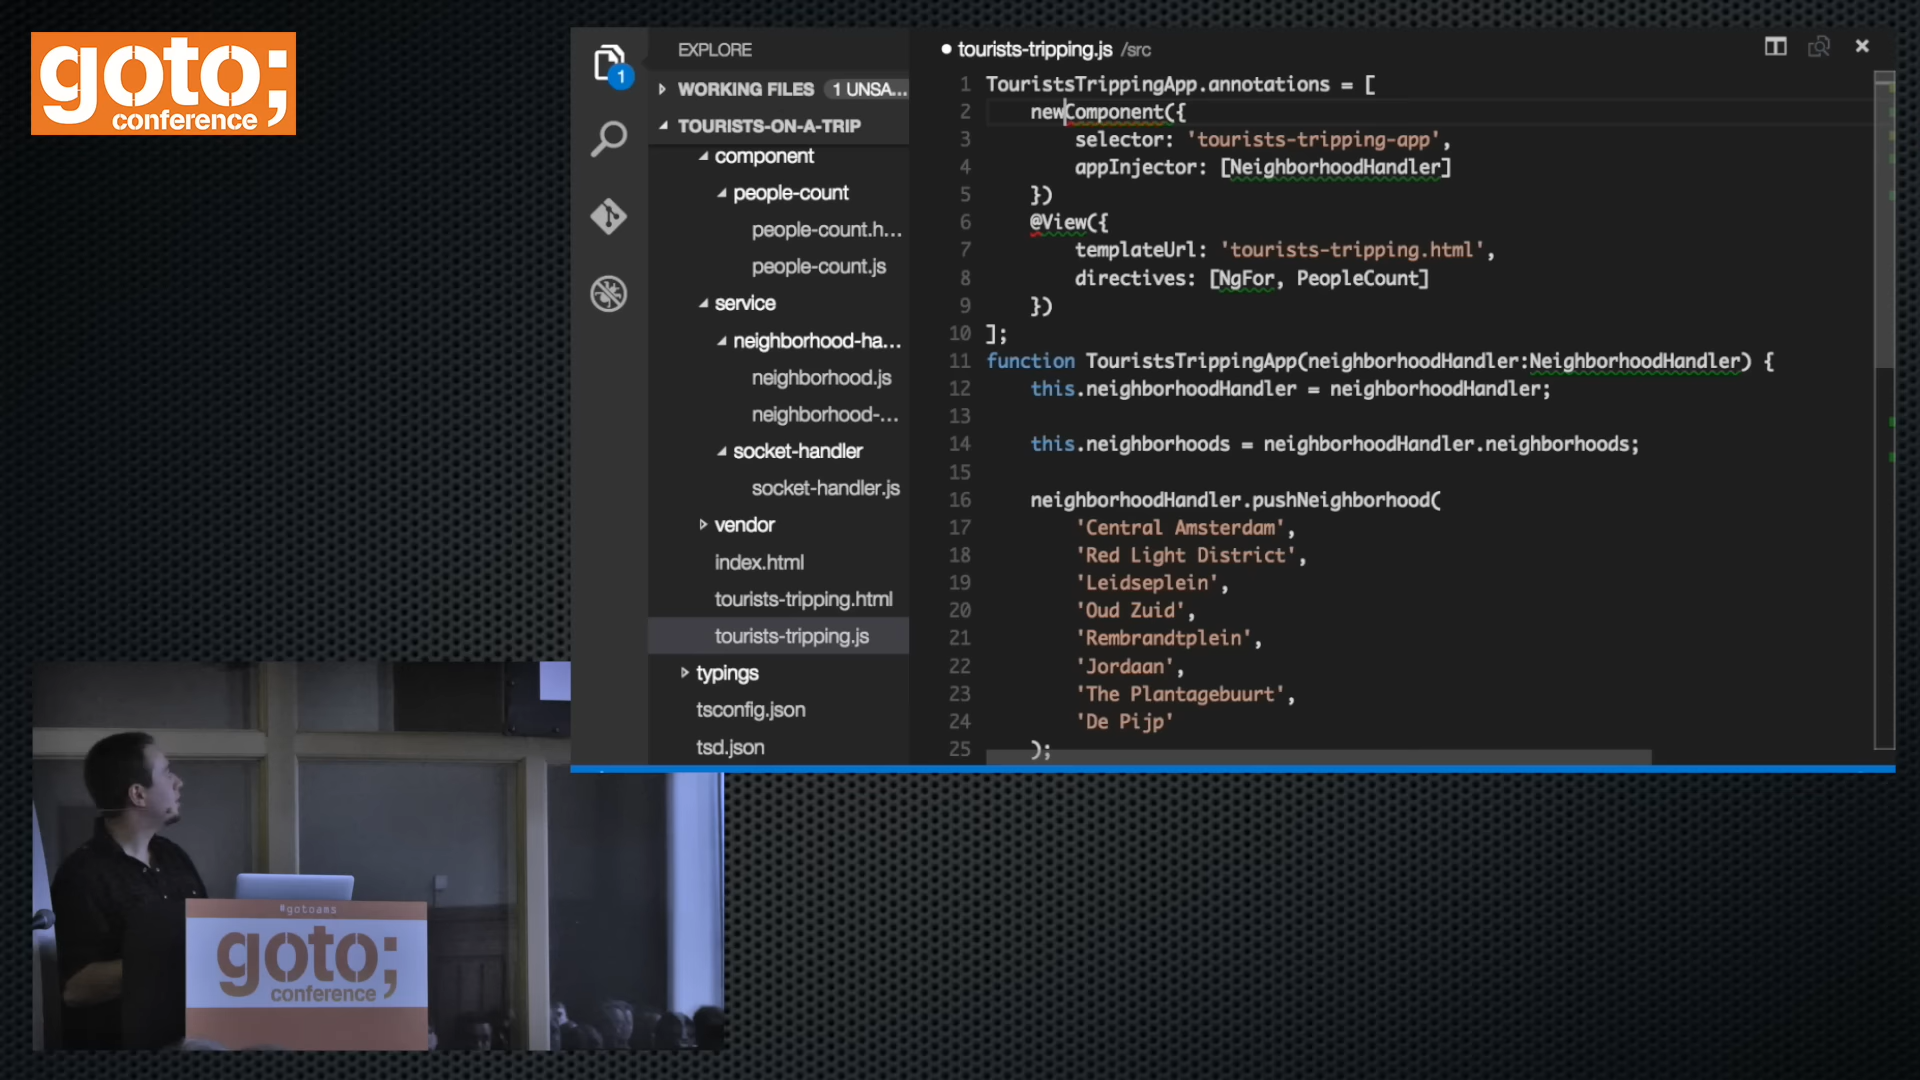 goto;
conference
EXPLORE
WORKING FILES 1 UNSA...
TOURISTS-ON-A-TRIP
component
people-count
people-count.h...
people-count.js
service
neighborhood-ha...
neighborhood.js
neighborhood-...
socket-handler
socket-handler.js
vendor
index.html
tourists-tripping.html
tourists-tripping.js
typings
tsconfig.json
tsd.json
1
tourists-tripping.js /src
1 TouristsTrippingApp.annotations = [
2 newComponent({
3 selector: 'tourists-tripping-app',
4 appInjector: [NeighborhoodHandler]
5 })
6 @View({
7 templateUrl: 'tourists-tripping.html',
8 directives: [NgFor, PeopleCount]
9 })
10 ];
11 function TouristsTrippingApp(neighborhoodHandler:NeighborhoodHandler) {
12 this.neighborhoodHandler = neighborhoodHandler;
13
14 this.neighborhoods = neighborhoodHandler.neighborhoods;
15
16 neighborhoodHandler.pushNeighborhood(
17 'Central Amsterdam',
18 'Red Light District',
19 'Leidseplein',
20 'Oud Zuid',
21 'Rembrandtplein',
22 'Jordaan',
23 'The Plantagebuurt',
24 'De Pijp'
25 );
#gotoams
goto;
conference